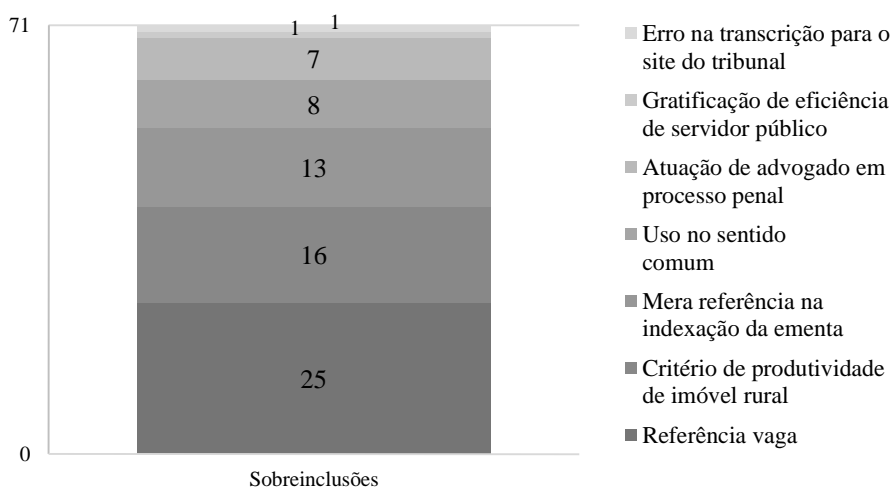 71
1
1
7
8
13
16
25
0
Sobreinclusões
Erro na transcrição para o
site do tribunal
Gratificação de eficiência
de servidor público
Atuação de advogado em
processo penal
Uso no sentido
comum
Mera referência na
indexação da ementa
Critério de produtividade
de imóvel rural
Referência vaga